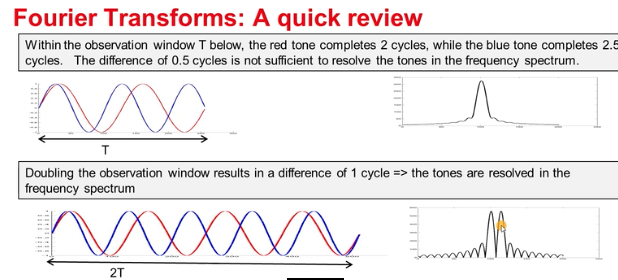 Fourier Transforms: A quick review
Within the observation window T below, the red tone completes 2 cycles, while the blue tone completes 2.5
cycles. The difference of 0.5 cycles is not sufficient to resolve the tones in the frequency spectrum.
T
Doubling the observation window results in a difference of 1 cycle => the tones are resolved in the
frequency spectrum
2T